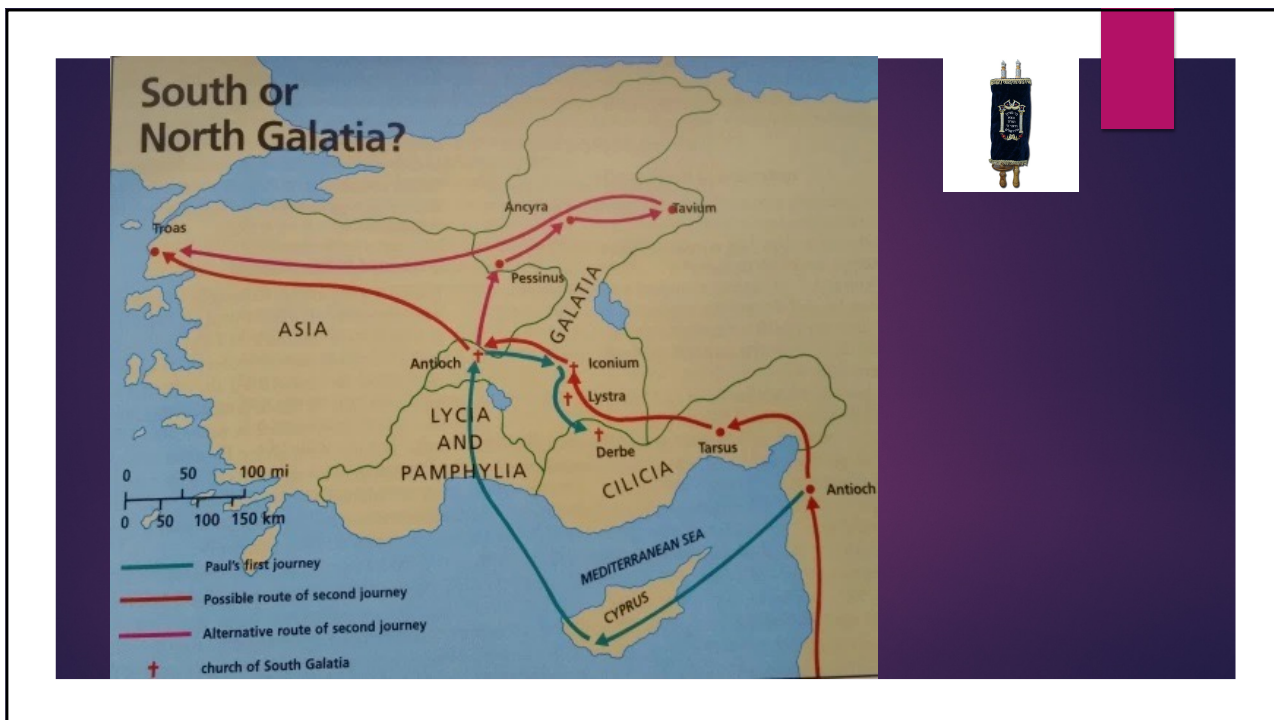 South or
North Galatia?
Ancyra
Tavium
Troas
Pessinus
GALATIA
ASIA
Antioch
Iconium
Lystra
LYCIA
AND
PAMPHYLIA
Derbe
Tarsus
CILICIA
Antioch
0 50 100 mi
0 50 100 150 km
MEDITERRANEAN SEA
CYPRUS
Paul's first journey
Possible route of second journey
Alternative route of second journey
church of South Galatia